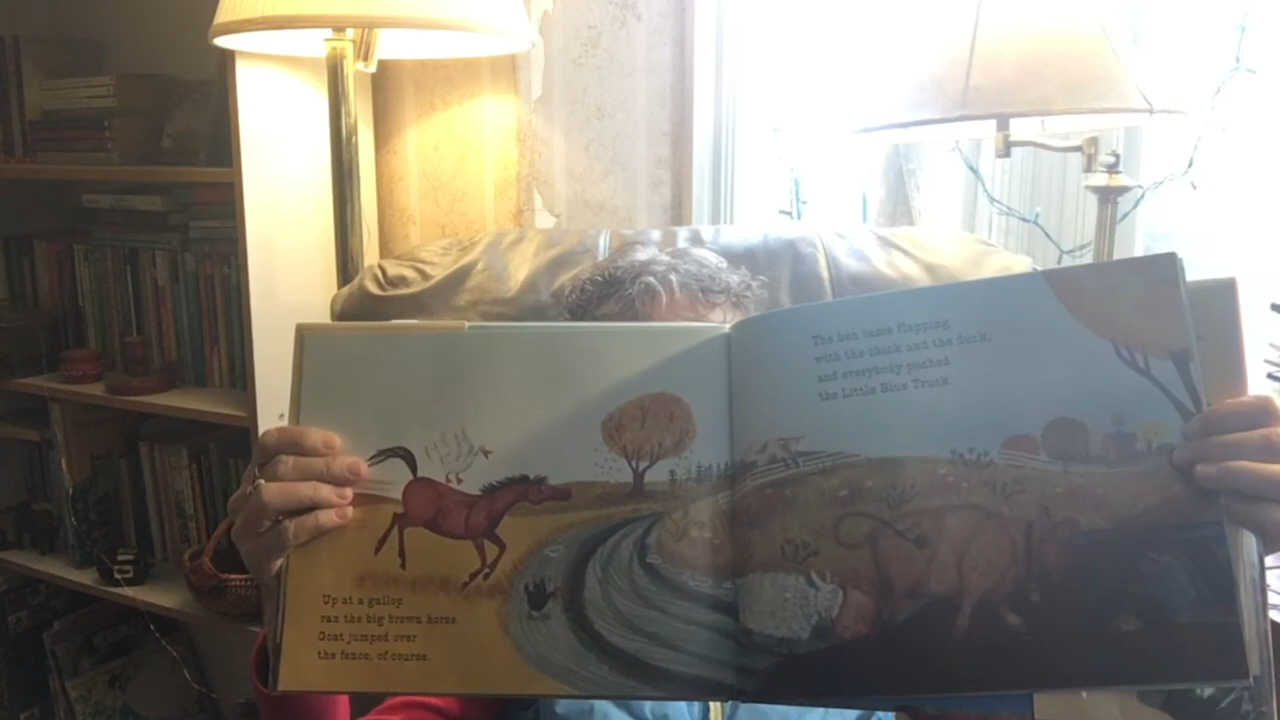 Up at a gallop
ran the big brown horse.
Goat jumped over
the fence, of course.
The hen came flapping
with the chick and the duck,
and everybody pushed
the Little Blue Truck.